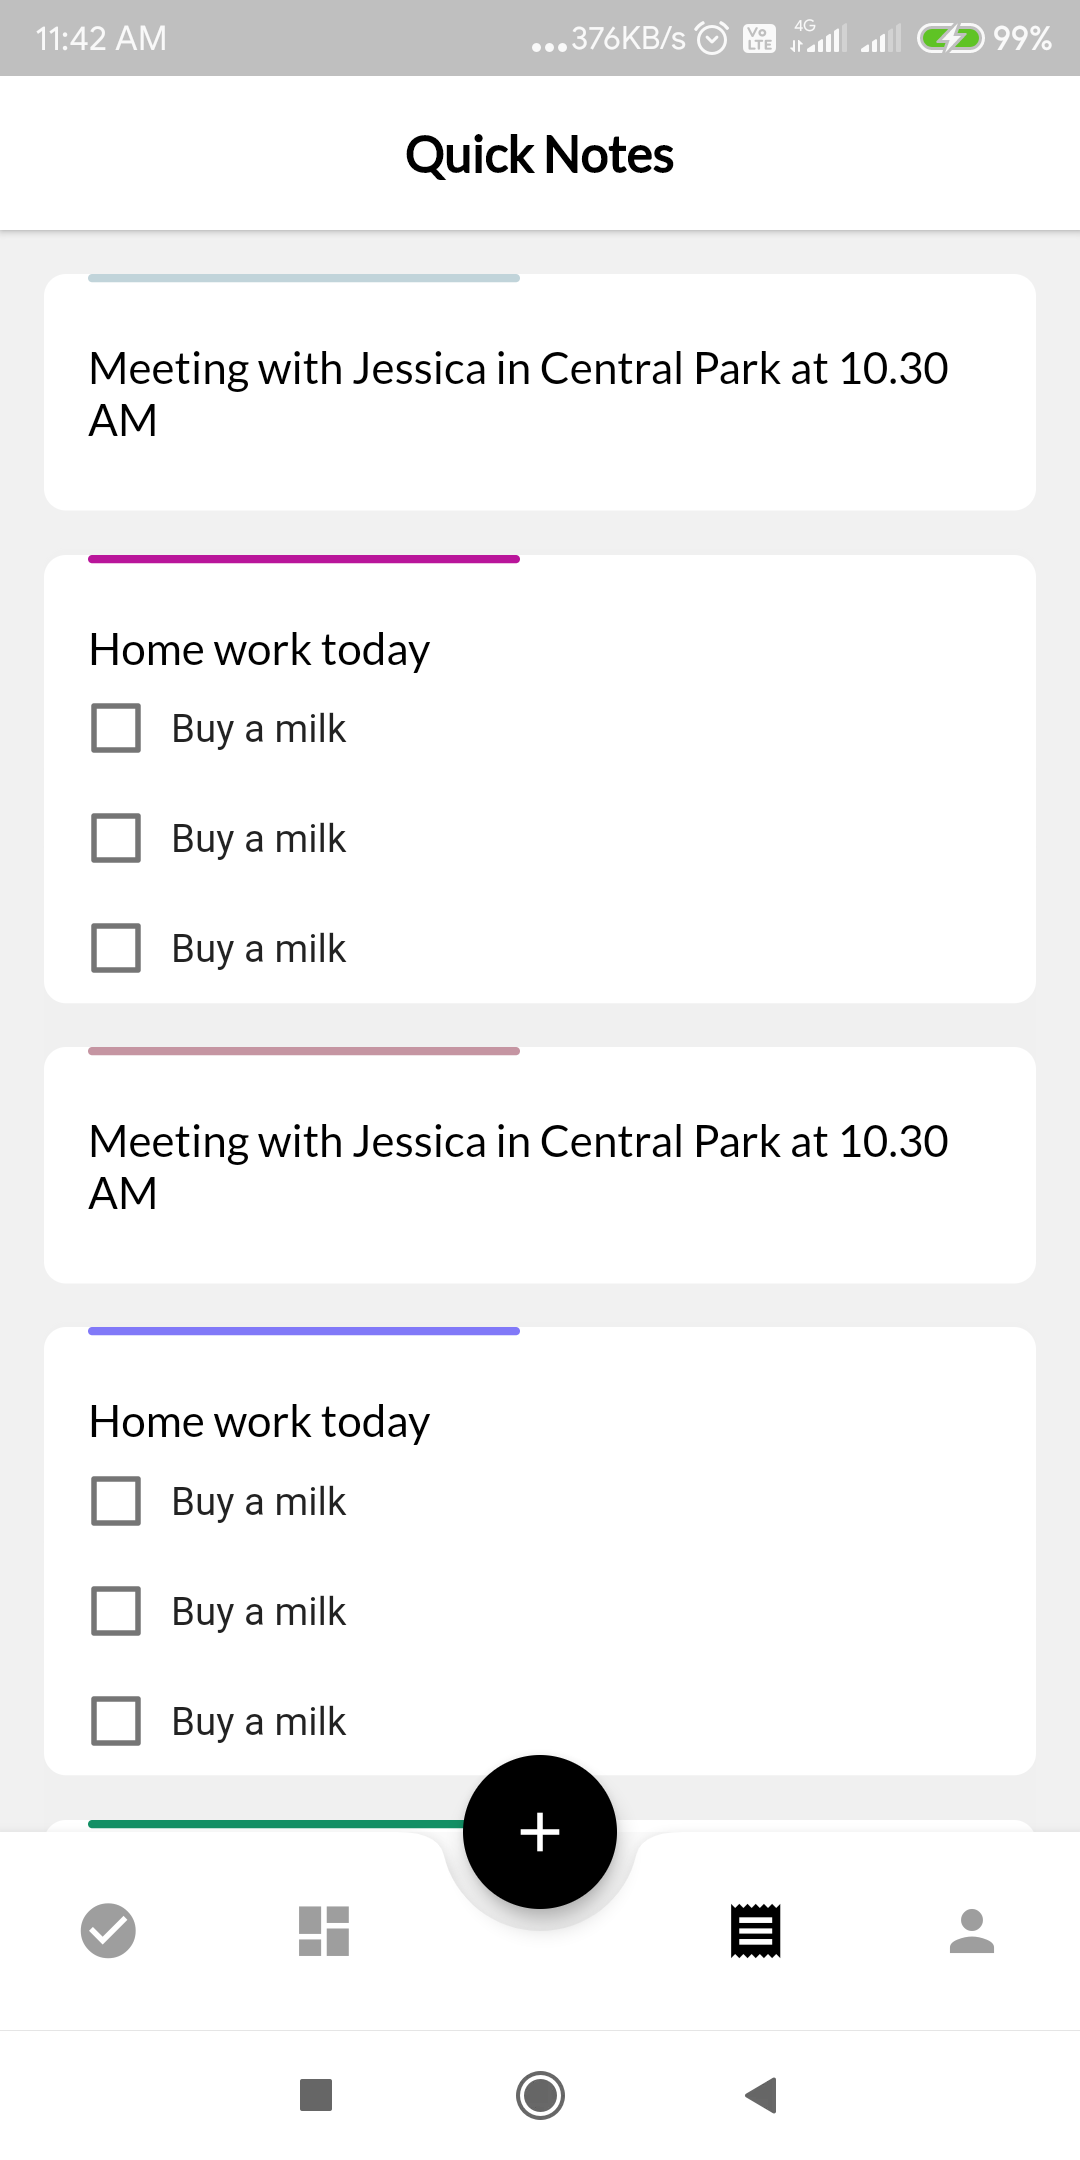 11:42 AM
...376KB/s Vo LTE 4G 99%
Quick Notes
Meeting with Jessica in Central Park at 10.30
AM
Home work today
Buy a milk
Buy a milk
Buy a milk
Meeting with Jessica in Central Park at 10.30
AM
Home work today
Buy a milk
Buy a milk
Buy a milk